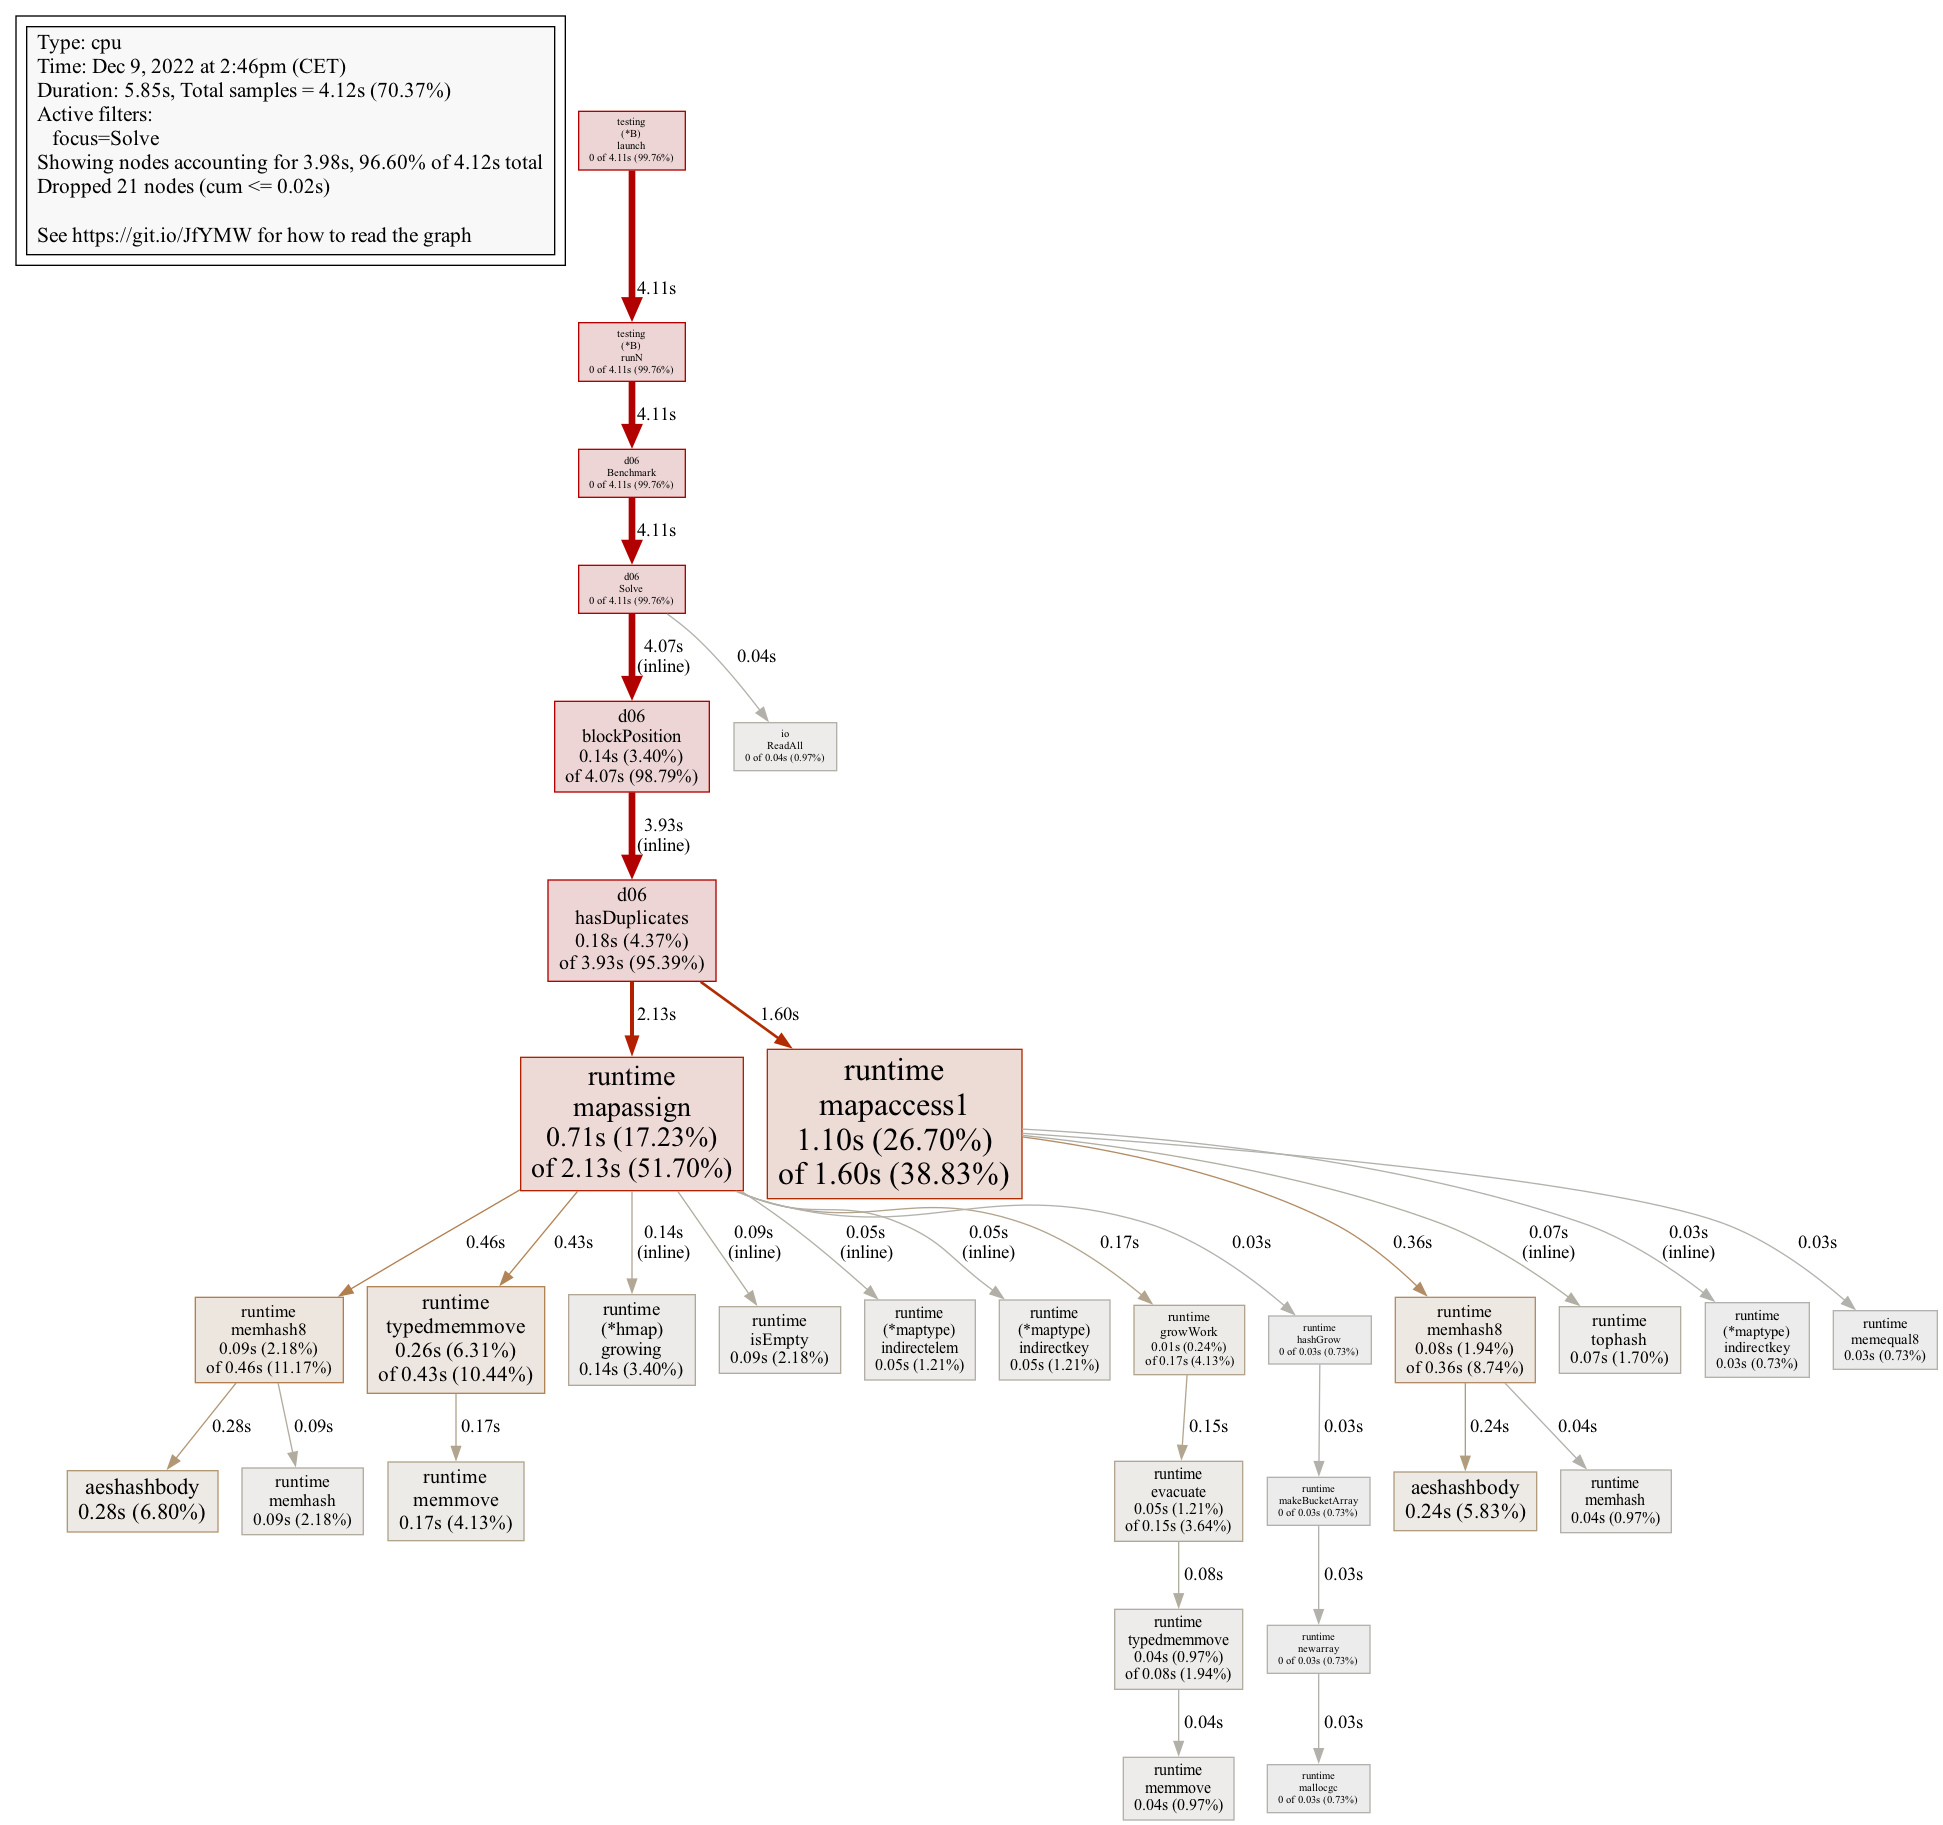 Type: cpu
Time: Dec 9, 2022 at 2:46pm (CET)
Duration: 5.85s, Total samples = 4.12s (70.37%)
Active filters:
focus=Solve
Showing nodes accounting for 3.98s, 96.60% of 4.12s total
Dropped 21 nodes (cum <= 0.02s)
See https://git.io/JfYMW for how to read the graph
testing
(*B)
launch
0 of 4.11s (99.76%)
4.11s
testing
(*B)
runN
0 of 4.11s (99.76%)
4.11s
d06
Benchmark
0 of 4.11s (99.76%)
4.11s
d06
Solve
0 of 4.11s (99.76%)
4.07s
(inline)
0.04s
d06
blockPosition
0.14s (3.40%)
of 4.07s (98.79%)
io
ReadAll
0 of 0.04s (0.97%)
3.93s
(inline)
d06
hasDuplicates
0.18s (4.37%)
of 3.93s (95.39%)
2.13s
1.60s
runtime
mapassign
0.71s (17.23%)
of 2.13s (51.70%)
runtime
mapaccess1
1.10s (26.70%)
of 1.60s (38.83%)
0.46s
0.43s
0.14s
(inline)
0.09s
(inline)
0.05s
(inline)
0.05s
(inline)
0.17s
0.03s
0.36s
0.07s
(inline)
0.03s
(inline)
0.03s
runtime
memhash8
0.09s (2.18%)
of 0.46s (11.17%)
runtime
typedmemmove
0.26s (6.31%)
of 0.43s (10.44%)
runtime
(*hmap)
growing
0.14s (3.40%)
runtime
isEmpty
0.09s (2.18%)
runtime
(*maptype)
indirectelem
0.05s (1.21%)
runtime
(*maptype)
indirectkey
0.05s (1.21%)
runtime
growWork
0.01s (0.24%)
of 0.17s (4.13%)
runtime
hashGrow
0 of 0.03s (0.73%)
runtime
memhash8
0.08s (1.94%)
of 0.36s (8.74%)
runtime
tophash
0.07s (1.70%)
runtime
(*maptype)
indirectkey
0.03s (0.73%)
runtime
memequal8
0.03s (0.73%)
0.28s
0.09s
0.17s
0.15s
0.03s
0.24s
0.04s
aeshashbody
0.28s (6.80%)
runtime
memhash
0.09s (2.18%)
runtime
memmove
0.17s (4.13%)
runtime
evacuate
0.05s (1.21%)
of 0.15s (3.64%)
runtime
makeBucketArray
0 of 0.03s (0.73%)
aeshashbody
0.24s (5.83%)
runtime
memhash
0.04s (0.97%)
0.08s
0.03s
runtime
typedmemmove
0.04s (0.97%)
of 0.08s (1.94%)
runtime
newarray
0 of 0.03s (0.73%)
0.04s
0.03s
runtime
memmove
0.04s (0.97%)
runtime
mallocgc
0 of 0.03s (0.73%)